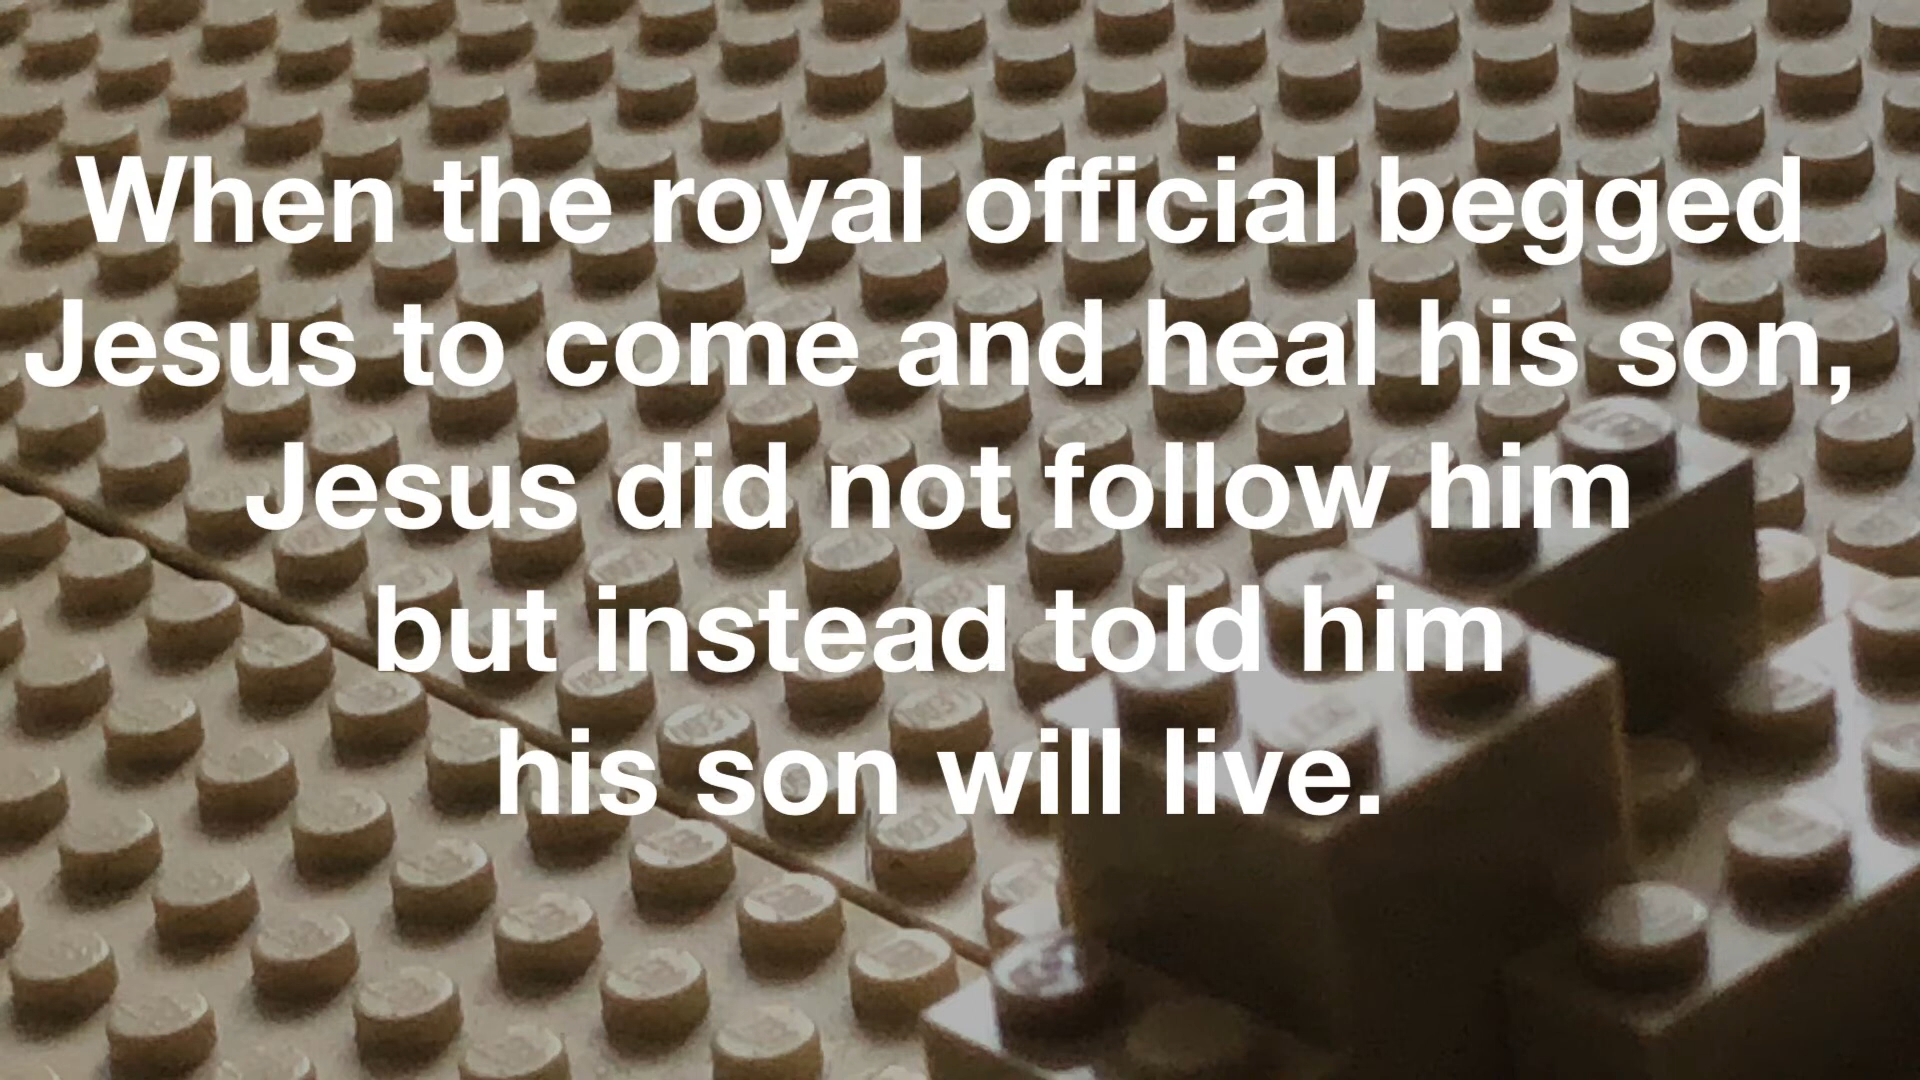 When the royal official begged
Jesus to come and heal his son,
Jesus did not follow him
but instead told him
his son will live.